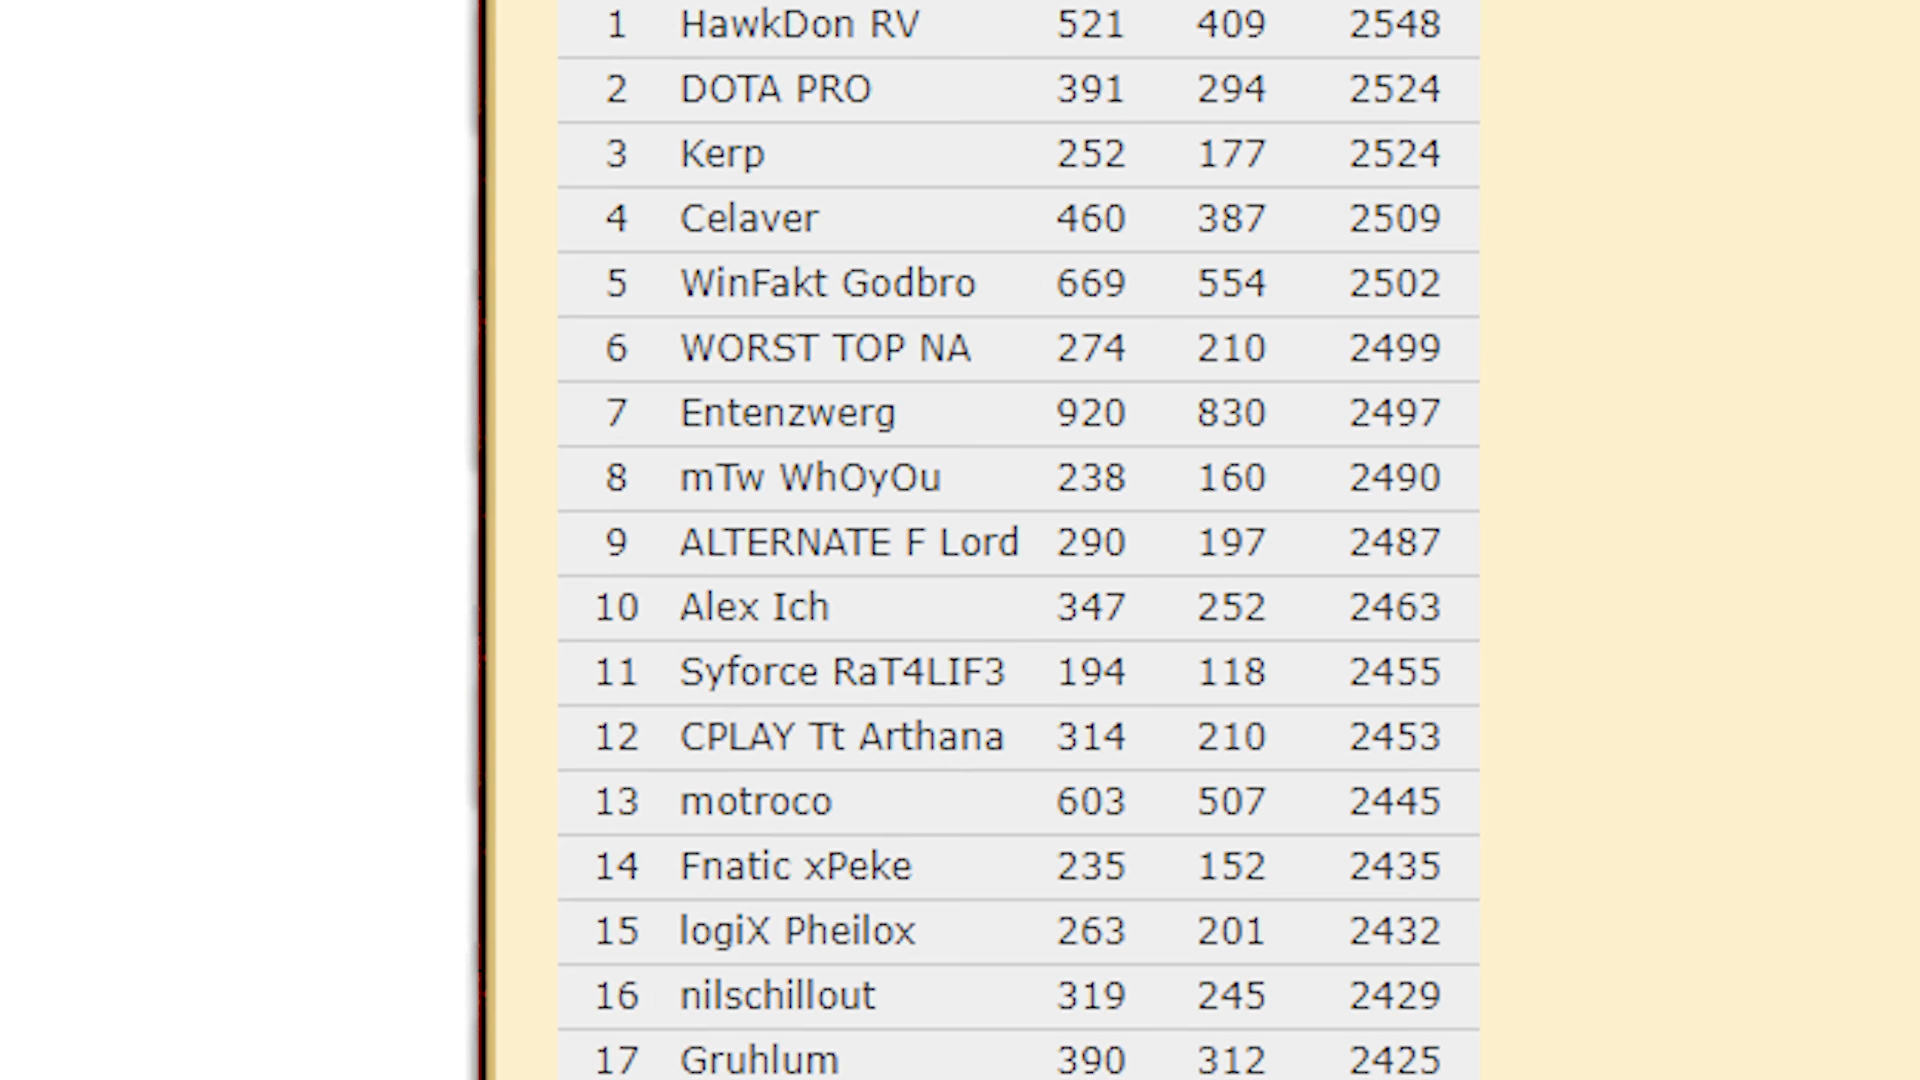 1 HawkDon RV 521 409 2548
2 DOTA PRO 391 294 2524
3 Kerp 252 177 2524
4 Celaver 460 387 2509
5 WinFakt Godbro 669 554 2502
6 WORST TOP NA 274 210 2499
7 Entenzwerg 920 830 2497
8 mTw WhOyOu 238 160 2490
9 ALTERNATE F Lord 290 197 2487
10 Alex Ich 347 252 2463
11 Syforce RaT4LIF3 194 118 2455
12 CPLAY Tt Arthana 314 210 2453
13 motroco 603 507 2445
14 Fnatic xPeke 235 152 2435
15 logiX Pheilox 263 201 2432
16 nilschillout 319 245 2429
17 Gruhlum 390 312 2425